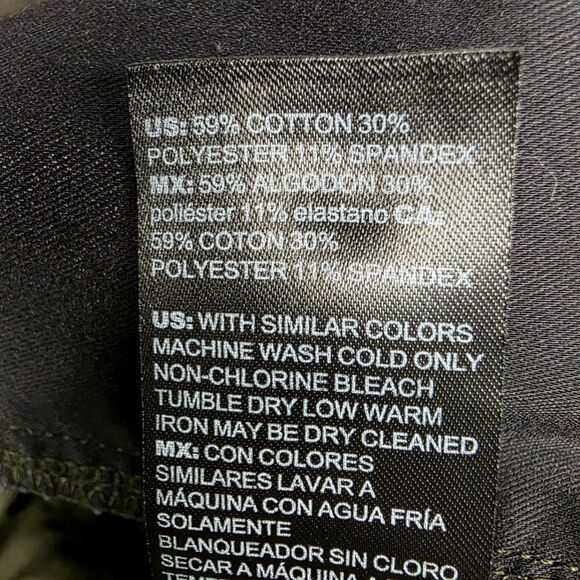 US: 59% COTTON 30%
POLYESTER 11% SPANDEX
MX: 59% ALGODON 30%
poliéster 11% elastano CA:
59% COTON 30%
POLYESTER 11% SPANDEX
US: WITH SIMILAR COLORS
MACHINE WASH COLD ONLY
NON-CHLORINE BLEACH
TUMBLE DRY LOW WARM
IRON MAY BE DRY CLEANED
MX: CON COLORES
SIMILARES LAVAR A
MÁQUINA CON AGUA FRÍA
SOLAMENTE
BLANQUEADOR SIN CLORO
SECAR A MÁQUINA A